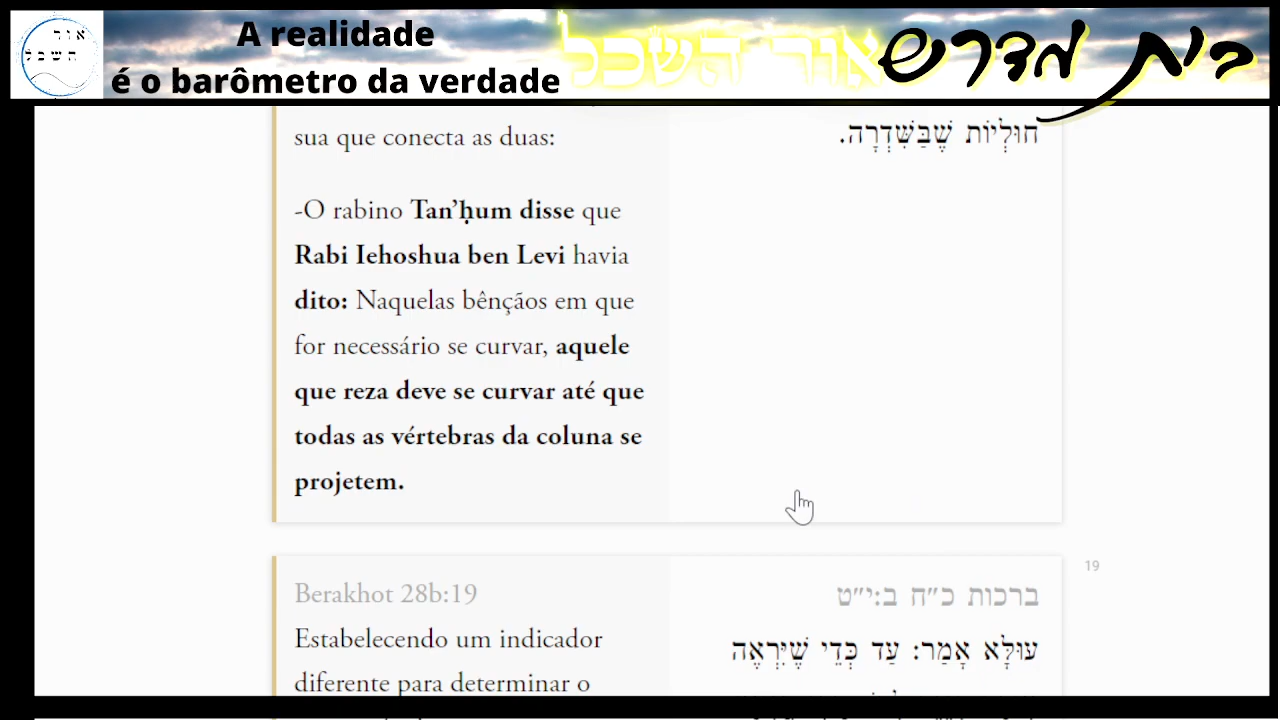 אור
השכל
A realidade
é o barômetro da verdade
אור השכל
בית מדרש
sua que conecta as duas:
חוּלְיוֹת שֶׁבַּשִּׁדְרָה.
-O rabino Tan’ḥum disse que
Rabi Iehoshua ben Levi havia
dito: Naquelas bênçãos em que
for necessário se curvar, aquele
que reza deve se curvar até que
todas as vértebras da coluna se
projetem.
19
Berakhot 28b:19
ברכות כ״ח ב:י״ט
Estabelecendo um indicador
diferente para determinar o
עוּלָּא אָמַר: עַד כְּדֵי שֶׁיִּרְאֶה